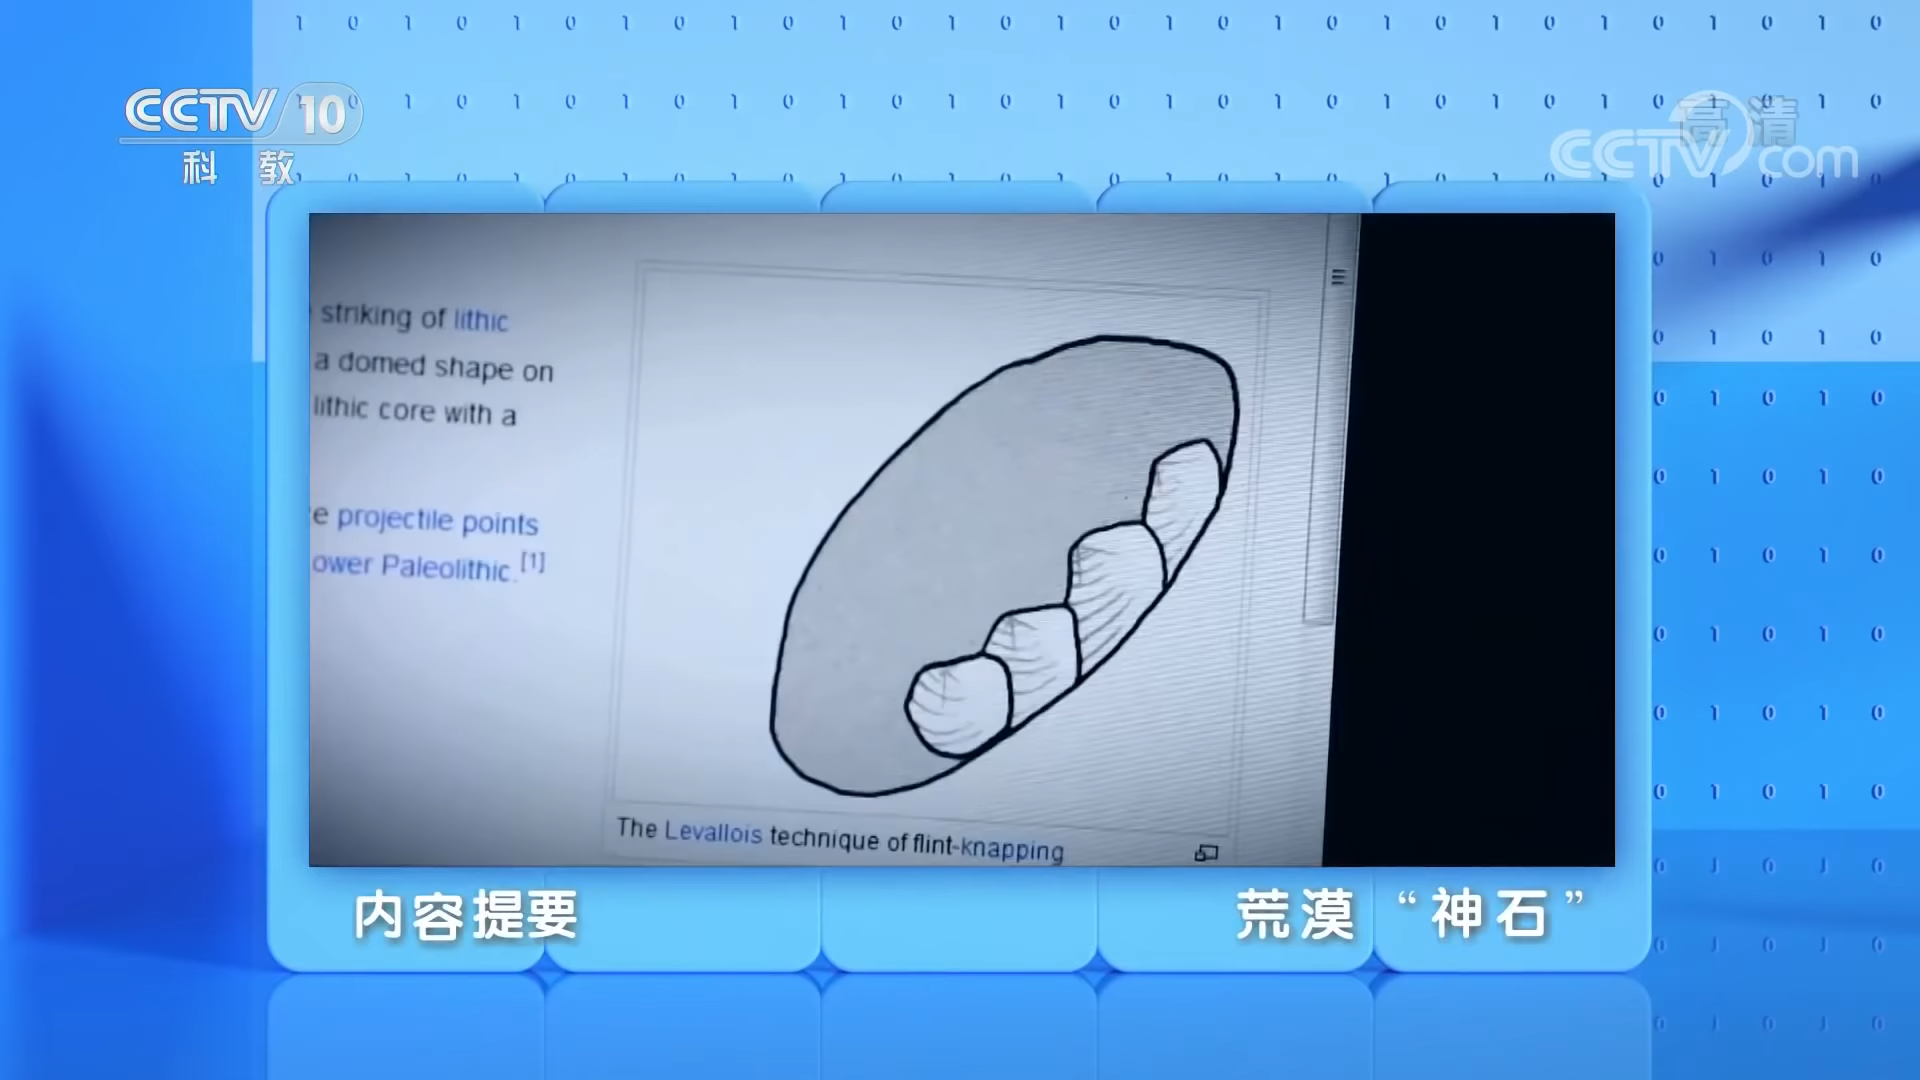 CCTV 10
科教
高清
CCTV.com
striking of lithic
a domed shape on
lithic core with a
e projectile points
ower Paleolithic.[1]
The Levallois technique of flint-knapping
内容提要
荒漠“神石”